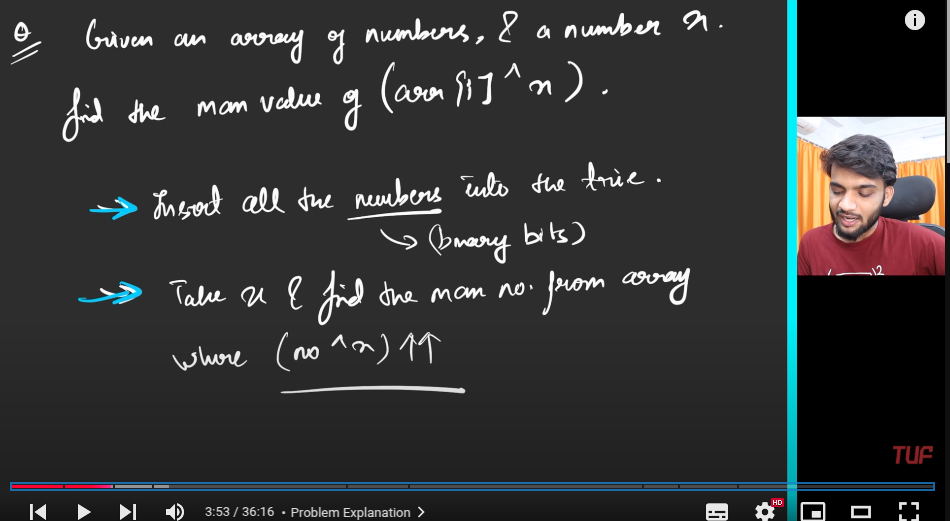 Q Given an array of numbers, & a number x.
find the max value of (arr[i] ^ x).
Insert all the numbers into the trie.
(binary bits)
Take x & find the max no. from array
where (no ^ x) ↑↑
TUF
HD
3:53 / 36:16 • Problem Explanation >